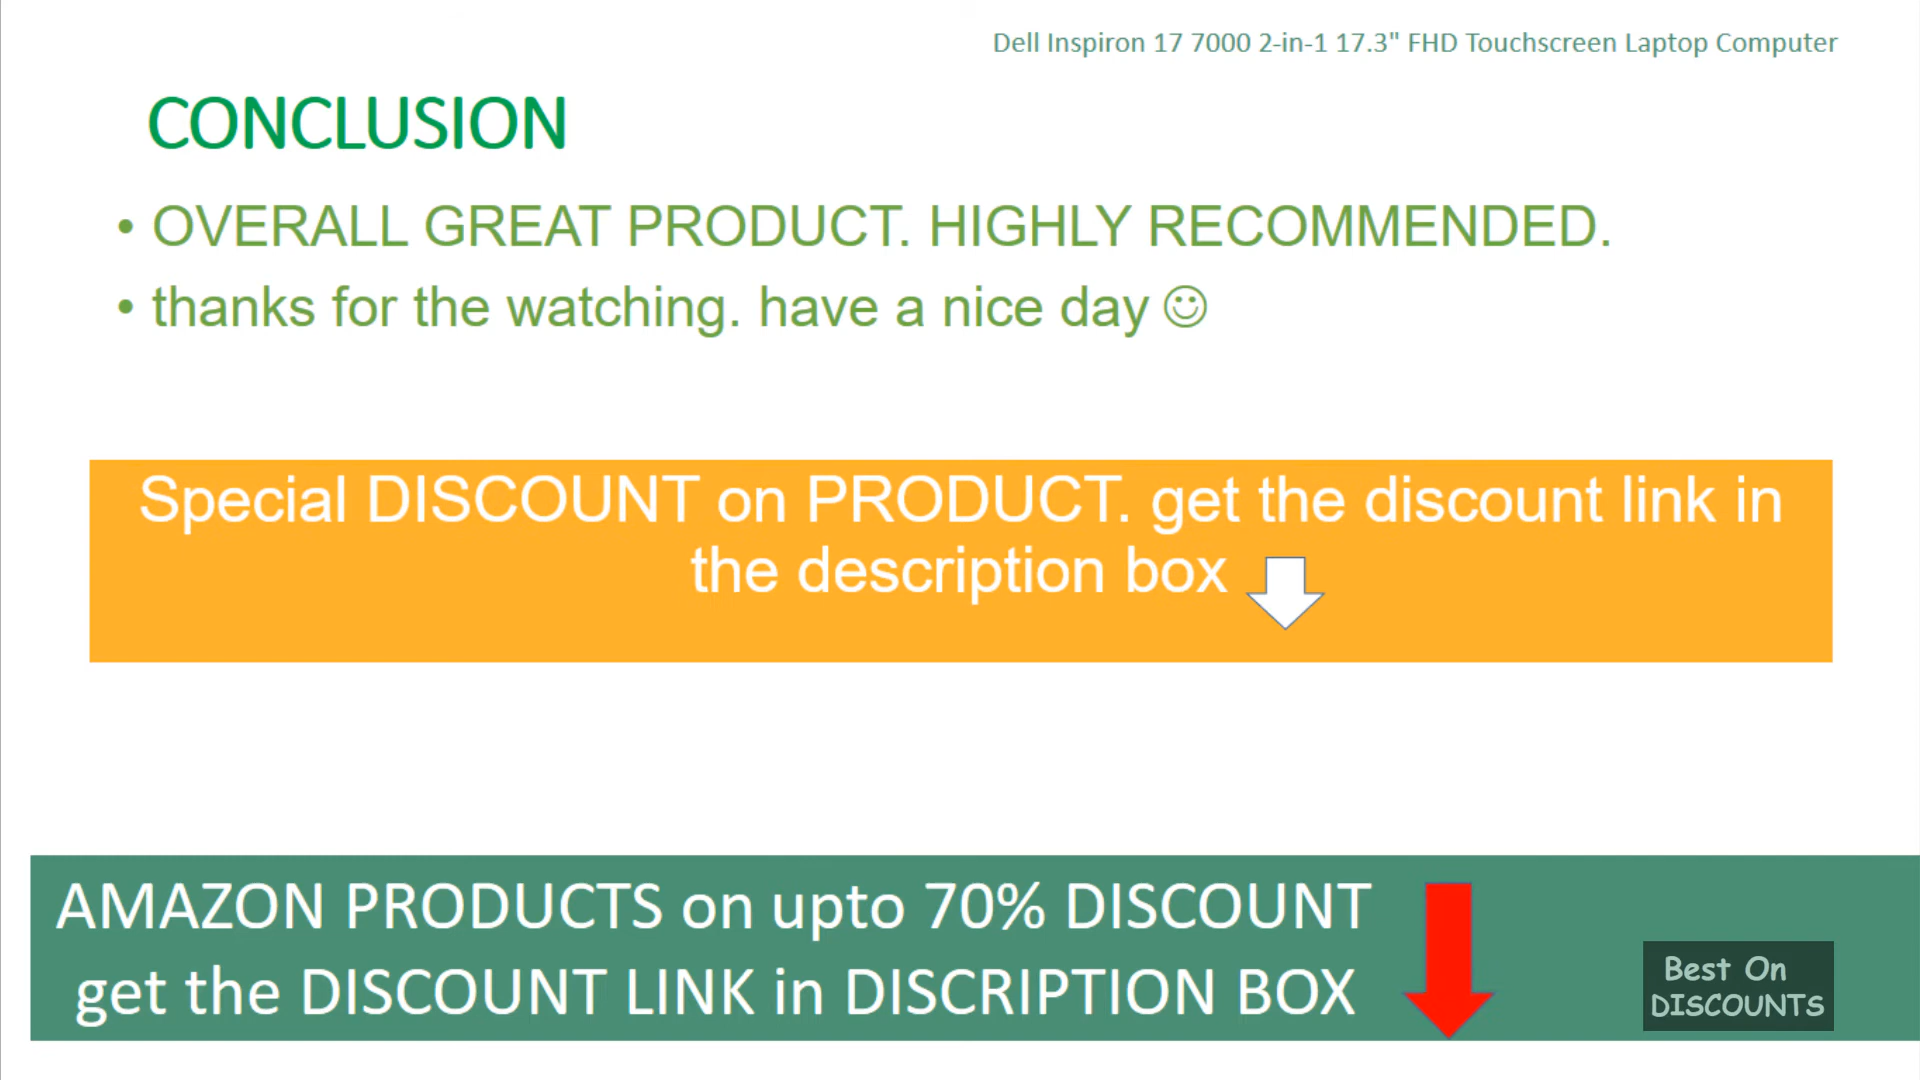 Dell Inspiron 17 7000 2-in-1 17.3" FHD Touchscreen Laptop Computer
CONCLUSION
• OVERALL GREAT PRODUCT. HIGHLY RECOMMENDED.
• thanks for the watching. have a nice day ☺
Special DISCOUNT on PRODUCT. get the discount link in
the description box
AMAZON PRODUCTS on upto 70% DISCOUNT
get the DISCOUNT LINK in DISCRIPTION BOX
Best On
DISCOUNTS